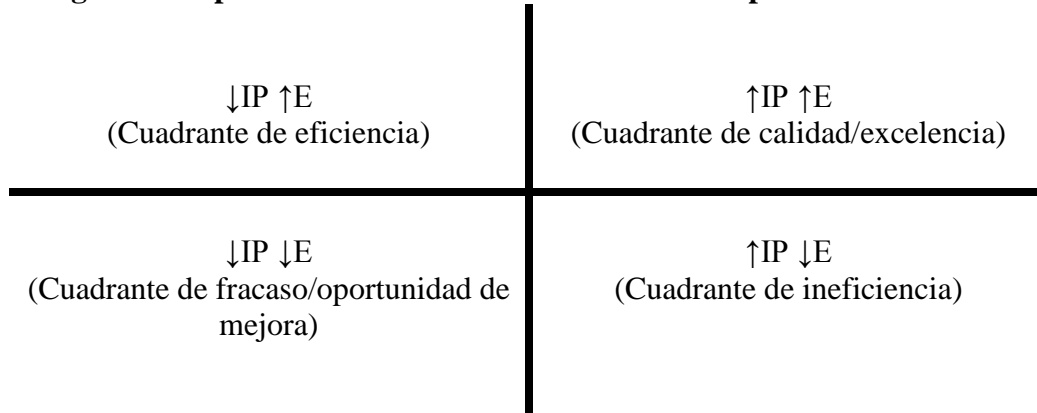 ↓IP ↑E
(Cuadrante de eficiencia)
↑IP ↑E
(Cuadrante de calidad/excelencia)
↓IP ↓E
(Cuadrante de fracaso/oportunidad de
mejora)
↑IP ↓E
(Cuadrante de ineficiencia)